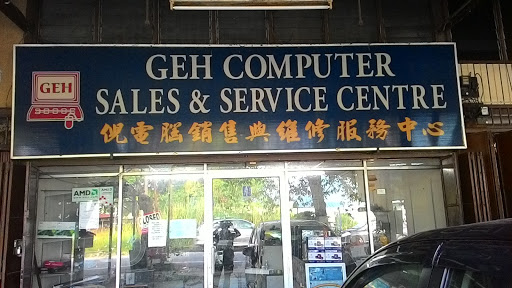 GEH
GEH COMPUTER
SALES & SERVICE CENTRE
倪電腦銷售與維修服務中心
AMD
CLOSED